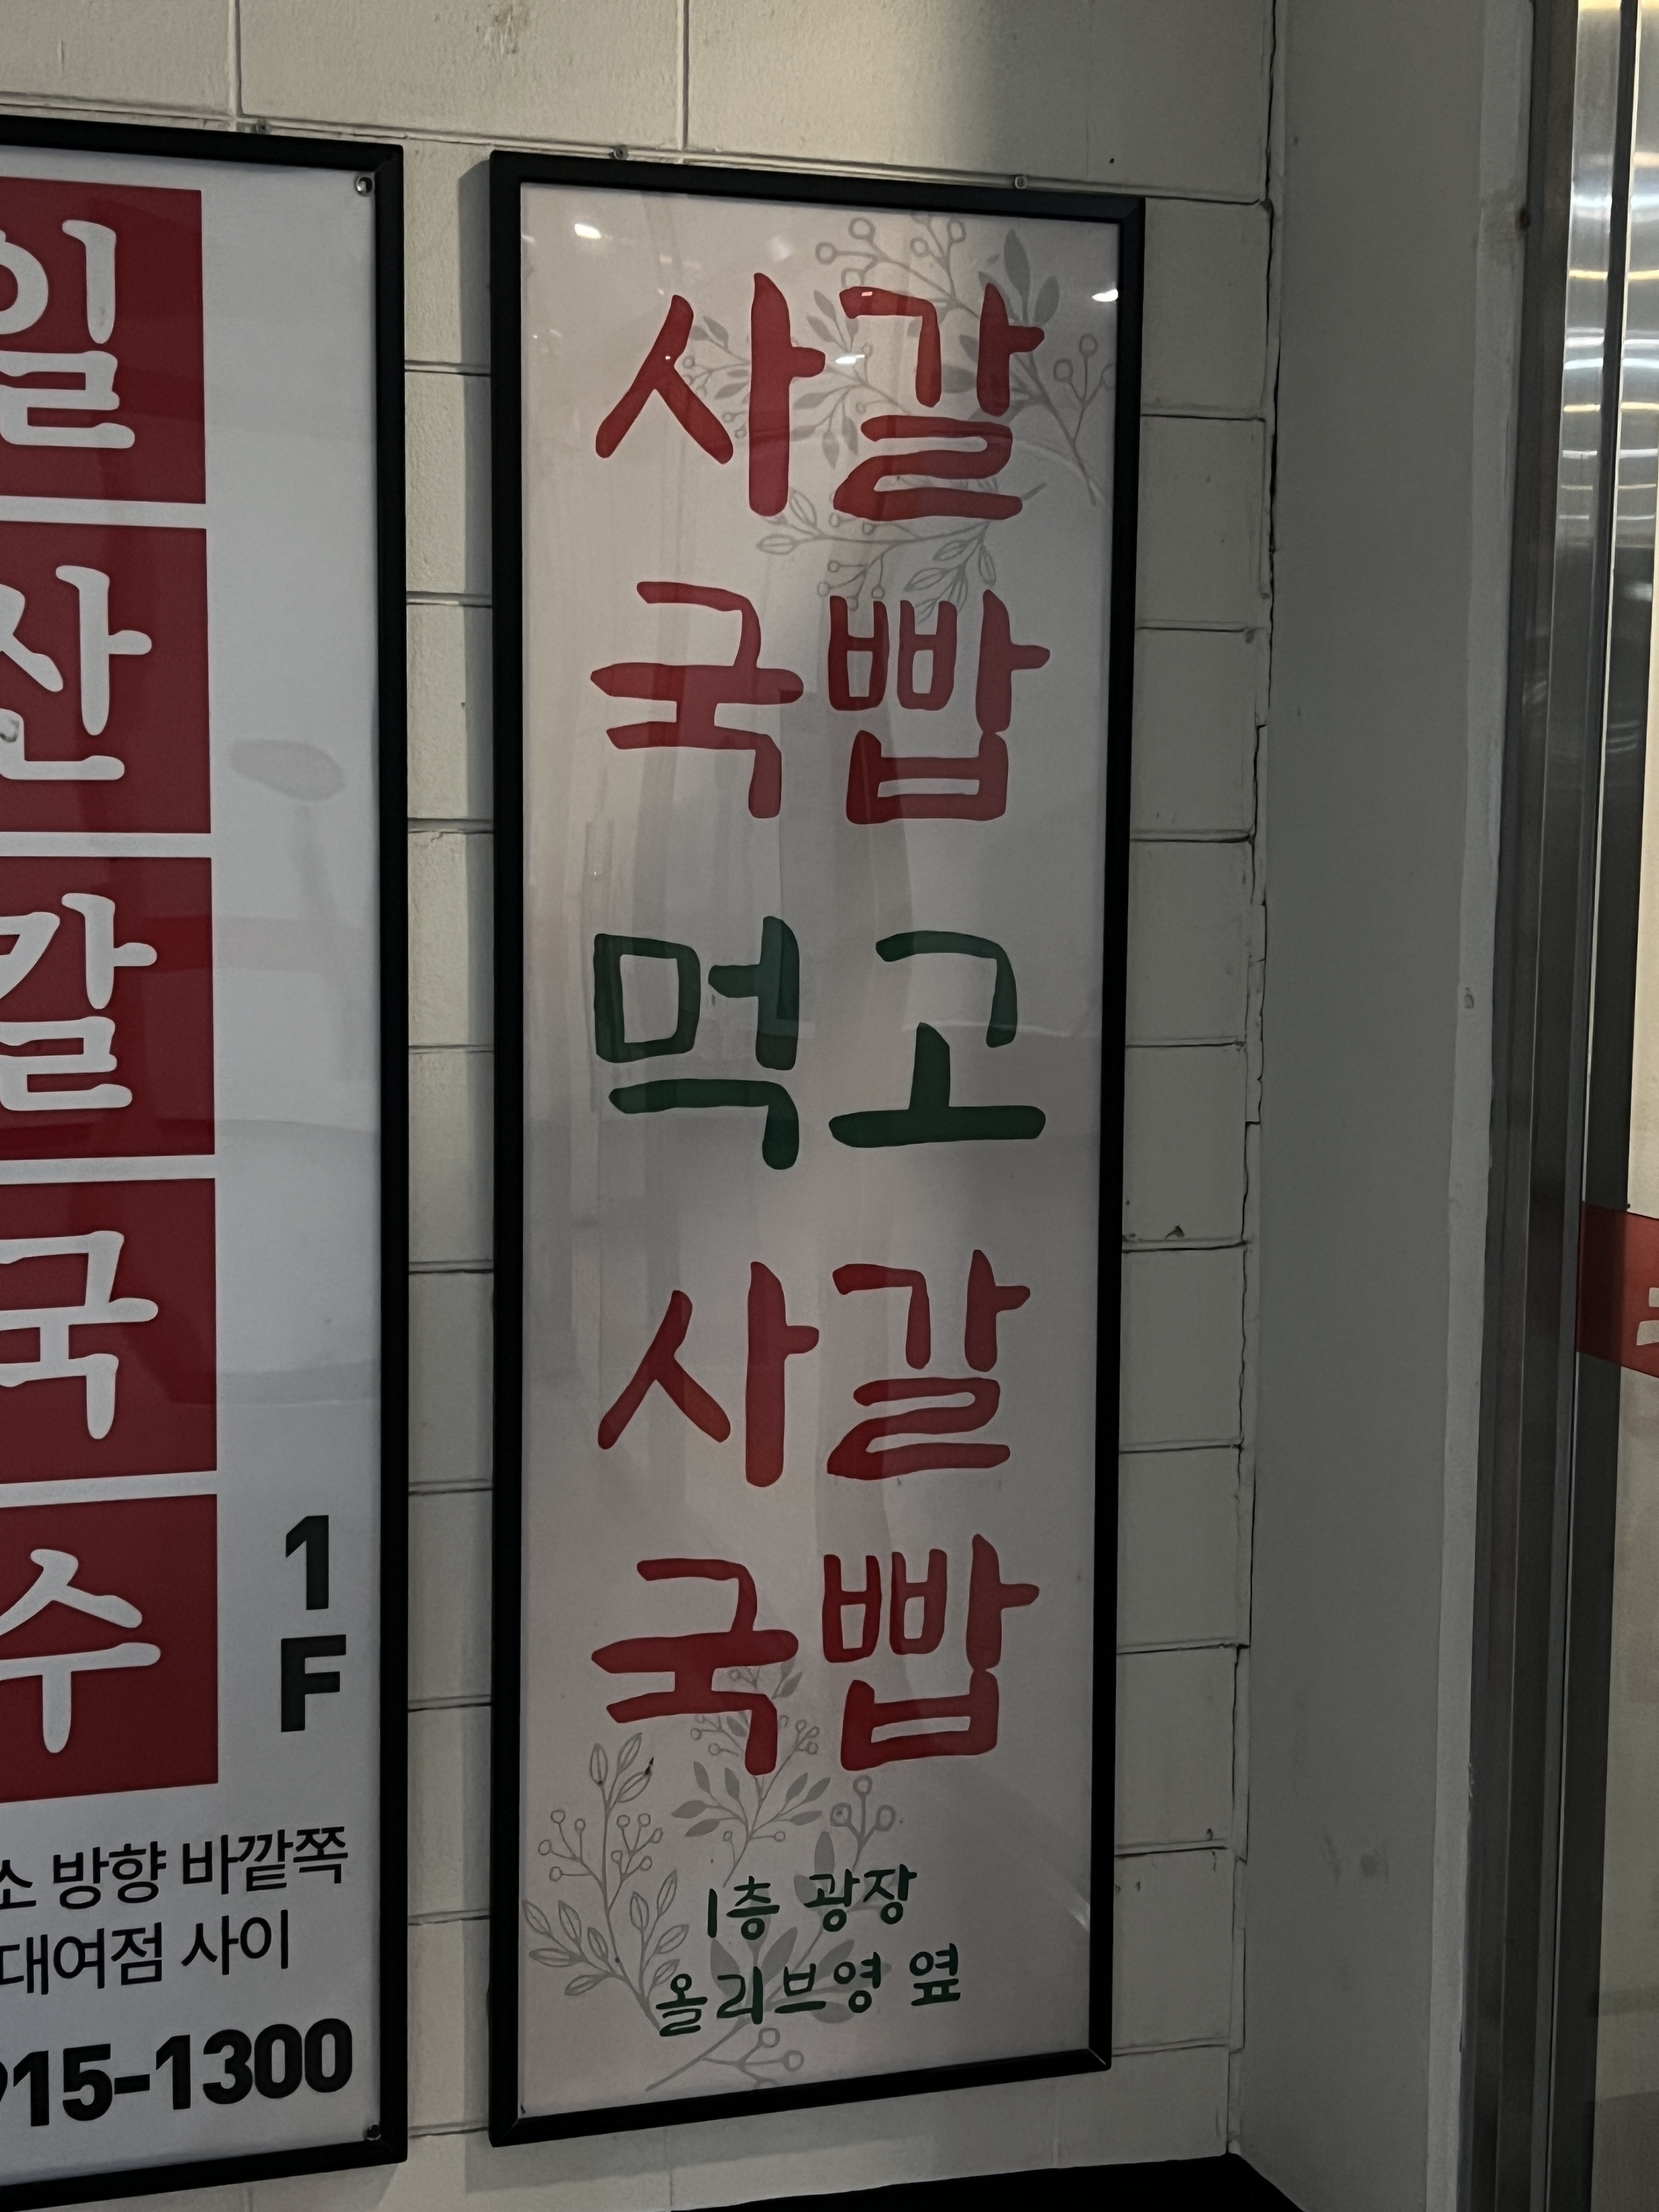 일
산
칼
국
수
1
F
소 방향 바깥쪽
대여점 사이
915-1300
사갈
국빱
먹고
사갈
국빱
1층 광장
올리브영 옆